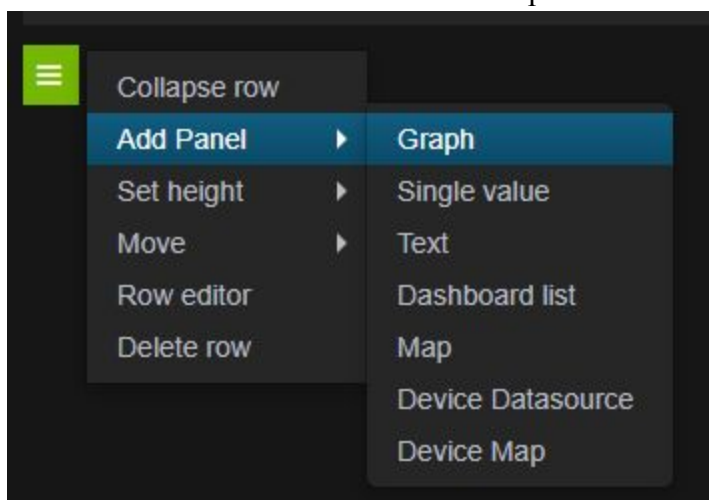 Collapse row
Add Panel
Set height
Move
Row editor
Delete row
Graph
Single value
Text
Dashboard list
Map
Device Datasource
Device Map